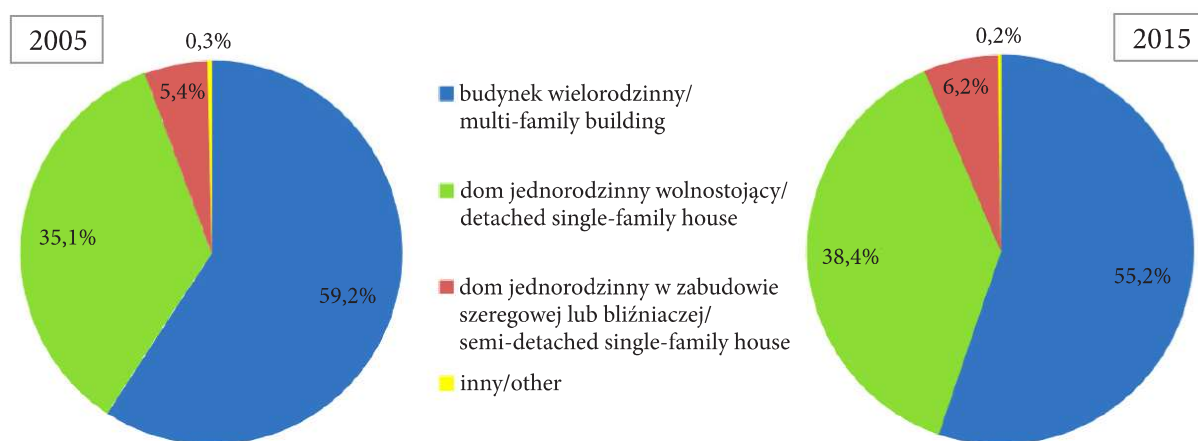 2005
0,3%
5,4%
35,1%
59,2%
budynek wielorodzinny/
multi-family building
dom jednorodzinny wolnostojący/
detached single-family house
dom jednorodzinny w zabudowie
szeregowej lub bliźniaczej/
semi-detached single-family house
inny/other
2015
0,2%
6,2%
38,4%
55,2%